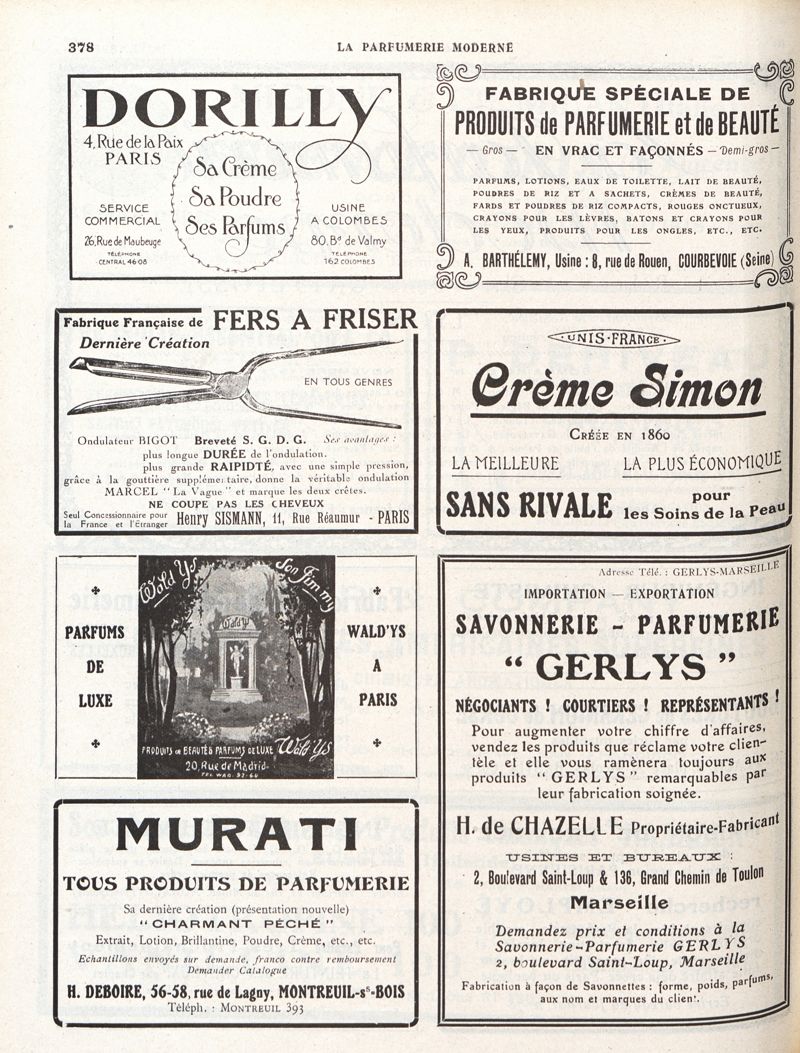 378
LA PARFUMERIE MODERNE
DORILLY
4, Rue de la Paix
PARIS
Sa Crème
Sa Poudre
Ses Parfums
SERVICE
COMMERCIAL
26, Rue de Maubeuge
TÉLÉPHONE
CENTRAL 46-08
USINE
A COLOMBES
80, Bd de Valmy
TÉLÉPHONE
162 COLOMBES
FABRIQUE SPÉCIALE DE
PRODUITS de PARFUMERIE et de BEAUTÉ
— Gros — EN VRAC ET FAÇONNÉS — Demi-gros —
PARFUMS, LOTIONS, EAUX DE TOILETTE, LAIT DE BEAUTÉ,
POUDRES DE RIZ ET A SACHETS, CRÈMES DE BEAUTÉ,
FARDS ET POUDRES DE RIZ COMPACTS, ROUGES ONCTUEUX,
CRAYONS POUR LES LÈVRES, BATONS ET CRAYONS POUR
LES YEUX, PRODUITS POUR LES ONGLES, ETC., ETC.
A. BARTHÉLEMY, Usine : 8, rue de Rouen, COURBEVOIE (Seine)
Fabrique Française de FERS A FRISER
Dernière Création
EN TOUS GENRES
Ondulateur BIGOT Breveté S. G. D. G. Ses avantages :
plus longue DURÉE de l'ondulation.
plus grande RAIPIDTÉ, avec une simple pression,
grâce à la gouttière supplémentaire, donne la véritable ondulation
MARCEL "La Vague" et marque les deux crêtes.
NE COUPE PAS LES CHEVEUX
Seul Concessionnaire pour
la France et l'Etranger Henry SISMANN, 11, Rue Réaumur - PARIS
UNIS-FRANCE
Crème Simon
CRÉÉE EN 1860
LA MEILLEURE LA PLUS ÉCONOMIQUE
SANS RIVALE pour
les Soins de la Peau
PARFUMS
DE
LUXE
Wold Ys
Son Jimmy
Wald Ys
PRODUITS DE BEAUTÉ & PARFUMS DE LUXE Wald Ys
20, Rue de Madrid.
TEL WAG. 92-60
WALD'YS
A
PARIS
Adresse Télé. : GERLYS-MARSEILLE
IMPORTATION — EXPORTATION
SAVONNERIE - PARFUMERIE
" GERLYS "
NÉGOCIANTS ! COURTIERS ! REPRÉSENTANTS !
Pour augmenter votre chiffre d'affaires,
vendez les produits que réclame votre clien-
tèle et elle vous ramènera toujours aux
produits "GERLYS" remarquables par
leur fabrication soignée.
H. de CHAZELLE Propriétaire-Fabricant
USINES ET BUREAUX :
2, Boulevard Saint-Loup & 136, Grand Chemin de Toulon
Marseille
Demandez prix et conditions à la
Savonnerie-Parfumerie GERLYS
2, boulevard Saint-Loup, Marseille
Fabrication à façon de Savonnettes : forme, poids, parfums,
aux nom et marques du client.
MURATI
TOUS PRODUITS DE PARFUMERIE
Sa dernière création (présentation nouvelle)
"CHARMANT PÉCHÉ"
Extrait, Lotion, Brillantine, Poudre, Crème, etc., etc.
Echantillons envoyés sur demande, franco contre remboursement
Demander Catalogue
H. DEBOIRE, 56-58, rue de Lagny, MONTREUIL-ss-BOIS
Téléph. : MONTREUIL 393